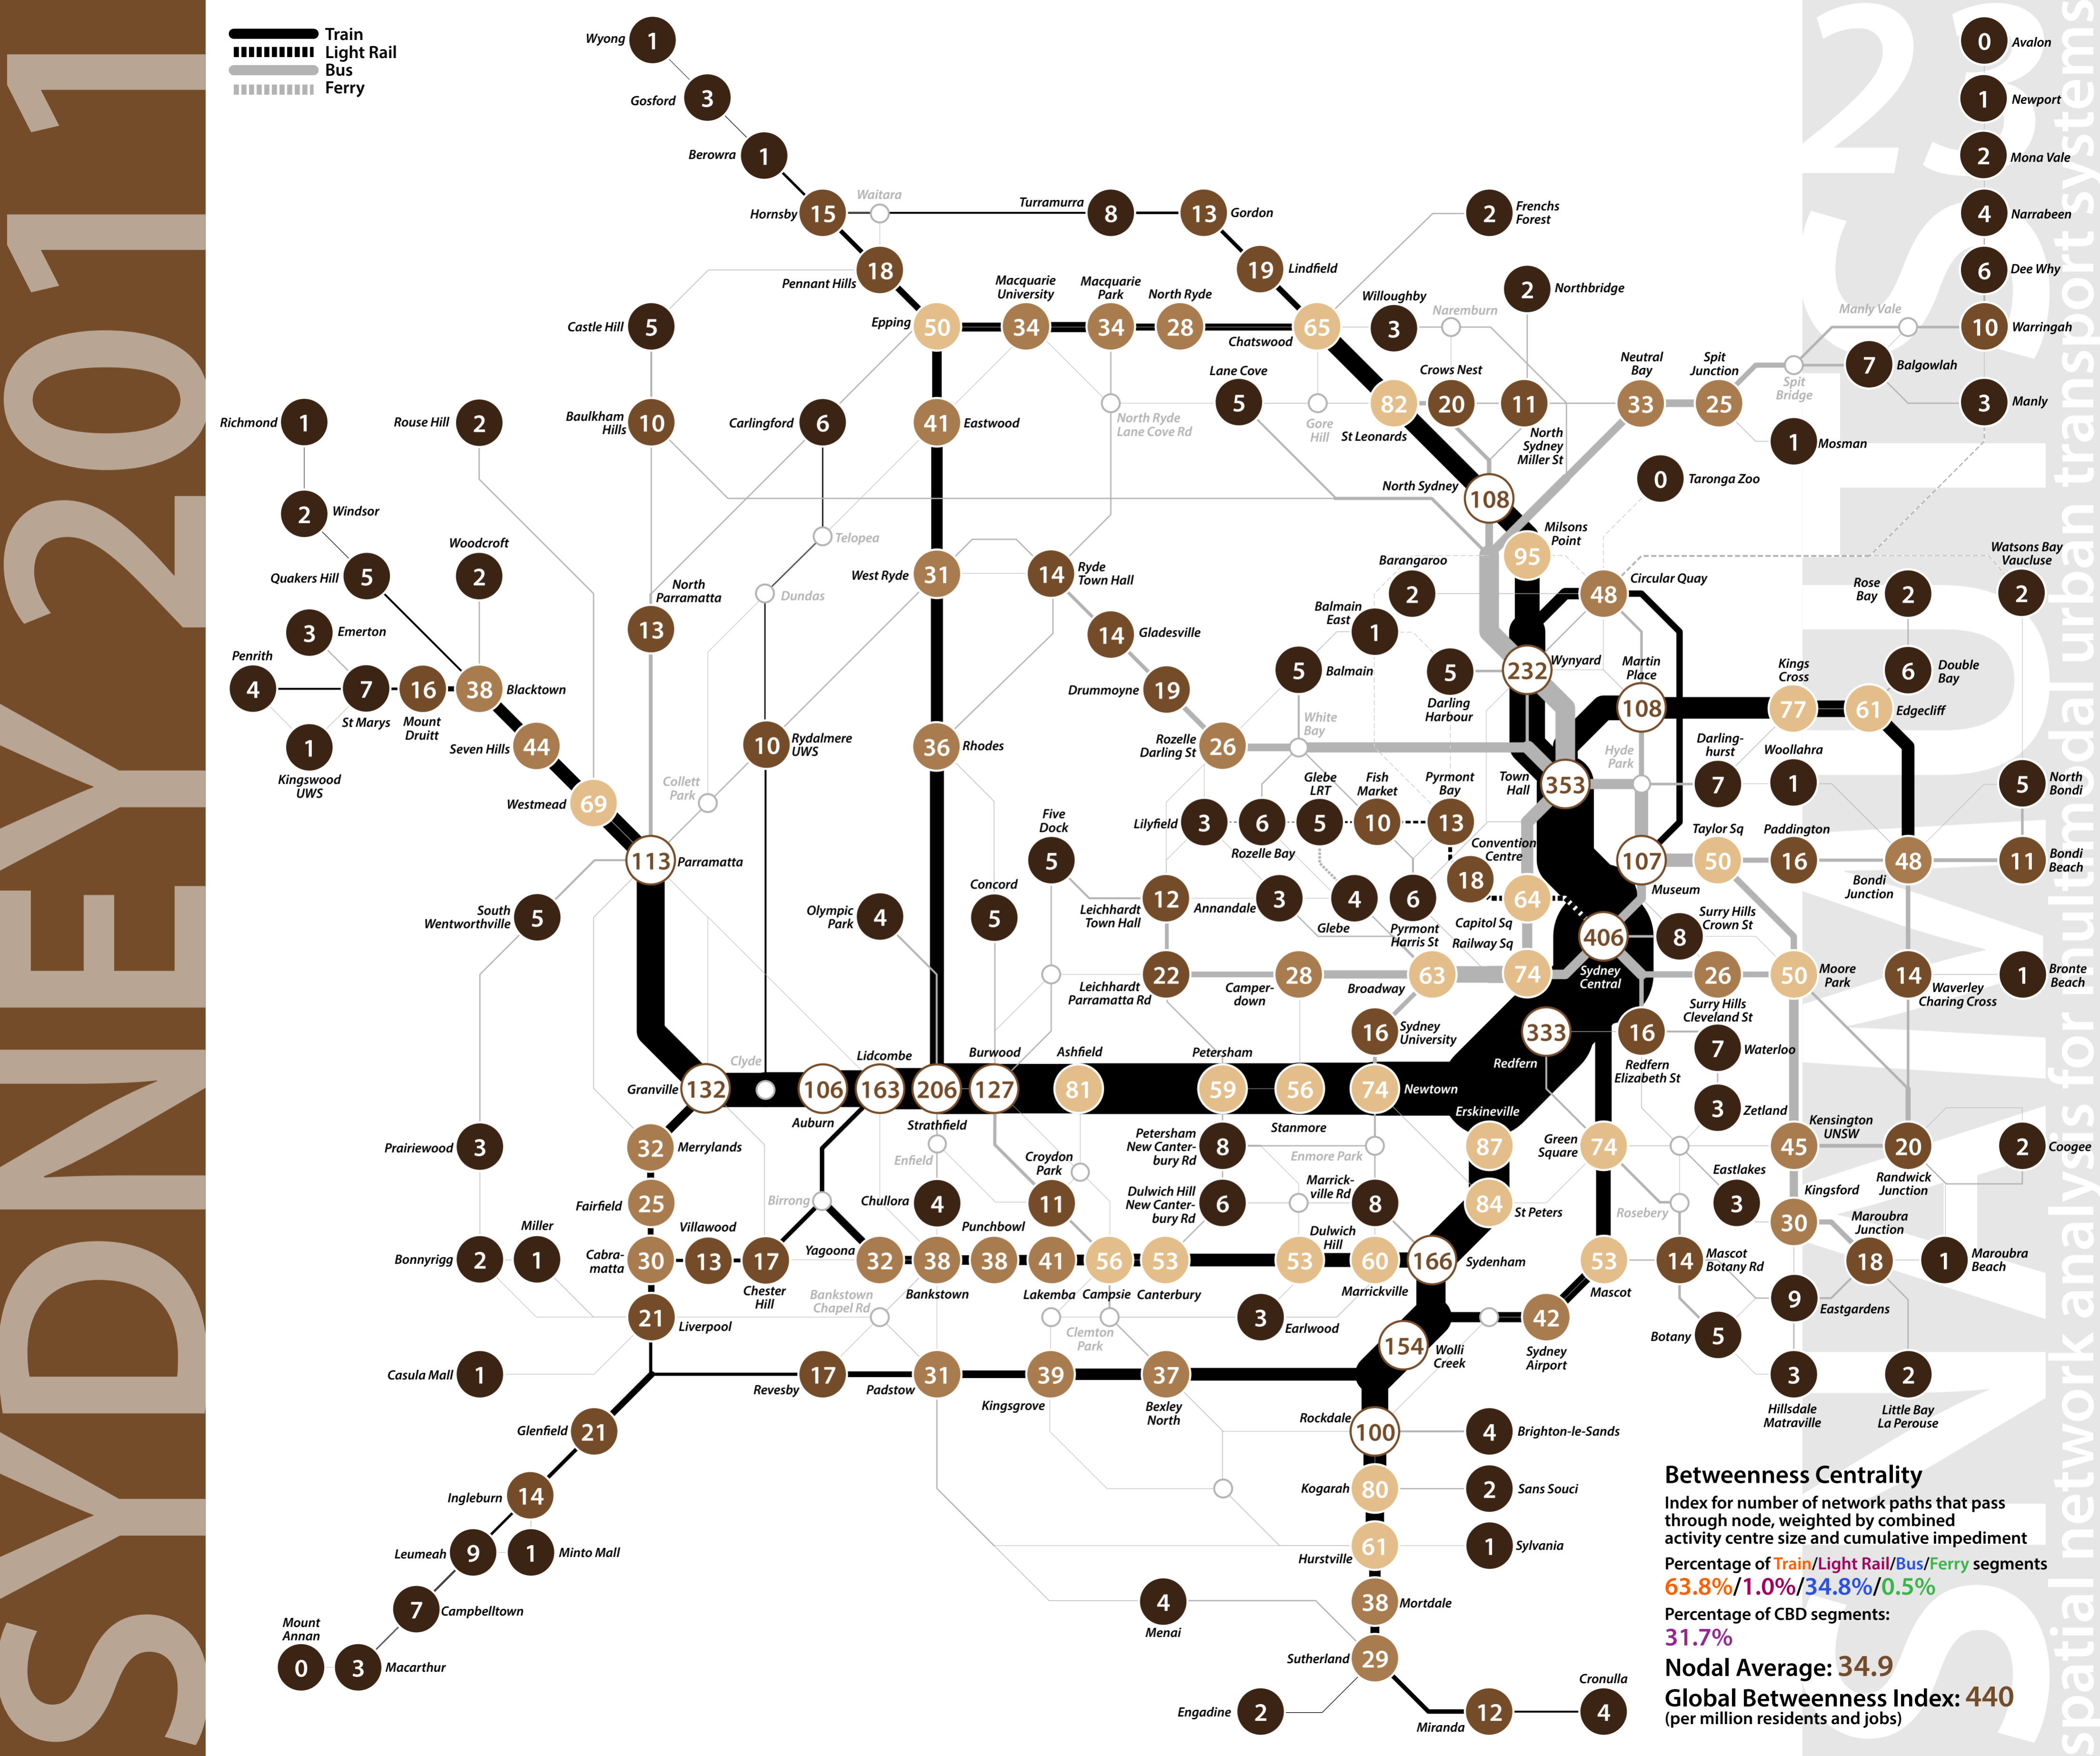 SYDNEY 2011
Train
Light Rail
Bus
Ferry
SNAMUTS 23
spatial network analysis for multimodal urban transport systems
Wyong 1
Gosford 3
Berowra 1
Hornsby 15
Waitara
Turramurra 8
13 Gordon
Pennant Hills 18
19 Lindfield
2 Frenchs
Forest
0 Avalon
1 Newport
2 Mona Vale
4 Narrabeen
6 Dee Why
10 Warringah
3 Manly
Castle Hill 5
Epping 50
Macquarie
University
34
Macquarie
Park
34
North Ryde
28
65
Chatswood
Willoughby
3
Naremburn
2 Northbridge
Manly Vale
7 Balgowlah
Spit
Bridge
Neutral
Bay
33
Spit
Junction
25
1 Mosman
Richmond 1
Rouse Hill 2
Baulkham
Hills
10
Carlingford 6
41 Eastwood
North Ryde
Lane Cove Rd
Lane Cove
5
Gore
Hill
82
St Leonards
Crows Nest
20
11
North
Sydney
Miller St
North Sydney
108
0 Taronga Zoo
2 Windsor
Telopea
Milsons
Point
95
Woodcroft
2
Quakers Hill 5
North
Parramatta
13
Dundas
West Ryde 31
14 Ryde
Town Hall
Barangaroo
2
48 Circular Quay
Watsons Bay
Vaucluse
2
Rose
Bay
2
3 Emerton
Balmain
East
1
14 Gladesville
Penrith
4
7
St Marys
16
Mount
Druitt
38 Blacktown
Drummoyne 19
5 Balmain
5
Darling
Harbour
232 Wynyard
Martin
Place
108
Kings
Cross
77
61 Edgecliff
6 Double
Bay
1
Kingswood
UWS
Seven Hills 44
10 Rydalmere
UWS
36 Rhodes
Rozelle
Darling St
26
White
Bay
Town
Hall
353
Hyde
Park
Darling-
hurst
7
Woollahra
1
5 North
Bondi
Westmead 69
Collett
Park
Five
Dock
5
Lilyfield 3
6
Rozelle Bay
Glebe
LRT
5
Fish
Market
10
Pyrmont
Bay
13
Convention
Centre
18
107
Museum
Taylor Sq
50
Paddington
16
48
Bondi
Junction
11 Bondi
Beach
113 Parramatta
South
Wentworthville
5
Olympic
Park
4
Concord
5
12
Leichhardt
Town Hall
Annandale 3
4
Glebe
6
Pyrmont
Harris St
64
Capitol Sq
406
Sydney
Central
8
Surry Hills
Crown St
22
Leichhardt
Parramatta Rd
28
Camper-
down
63
Broadway
Railway Sq
74
26
Surry Hills
Cleveland St
50 Moore
Park
14
Waverley
Charing Cross
1 Bronte
Beach
16 Sydney
University
333
Redfern
16
Redfern
Elizabeth St
7 Waterloo
Granville 132
Clyde
106
Auburn
Lidcombe
163
206
Strathfield
Burwood
127
Ashfield
81
Petersham
59
56
Stanmore
74 Newtown
Erskineville
87
3 Zetland
Prairiewood 3
32 Merrylands
Enfield
Croydon
Park
11
Petersham
New Canter-
bury Rd
8
Enmore Park
Green
Square
74
45
Kensington
UNSW
20
Randwick
Junction
2 Coogee
Fairfield 25
Birrong
Chullora 4
Dulwich Hill
New Canter-
bury Rd
6
Marrick-
ville Rd
8
84 St Peters
Rosebery
Eastlakes
3
Kingsford
30
Maroubra
Junction
18
1 Maroubra
Beach
Bonnyrigg 2
Miller
1
Cabra-
matta
30
Villawood
13
17
Chester
Hill
Yagoona 32
38
Bankstown
Punchbowl
38
41
Lakemba
56
Campsie
53
Canterbury
Dulwich
Hill
53
60
Marrickville
166 Sydenham
53
Mascot
14 Mascot
Botany Rd
9
Eastgardens
21 Liverpool
Bankstown
Chapel Rd
Clemton
Park
3 Earlwood
154 Wolli
Creek
42
Sydney
Airport
Botany 5
Casula Mall 1
17
Revesby
31
Padstow
39
Kingsgrove
37
Bexley
North
3
Hillsdale
Matraville
2
Little Bay
La Perouse
Glenfield 21
Rockdale
100
4 Brighton-le-Sands
Ingleburn 14
Kogarah 80
2 Sans Souci
Leumeah 9
1 Minto Mall
61
Hurstville
1 Sylvania
7 Campbelltown
4
Menai
38 Mortdale
Mount
Annan
0
3 Macarthur
Sutherland 29
Engadine 2
12
Miranda
Cronulla
4
Betweenness Centrality
Index for number of network paths that pass
through node, weighted by combined
activity centre size and cumulative impediment
Percentage of Train/Light Rail/Bus/Ferry segments
63.8%/1.0%/34.8%/0.5%
Percentage of CBD segments:
31.7%
Nodal Average: 34.9
Global Betweenness Index: 440
(per million residents and jobs)